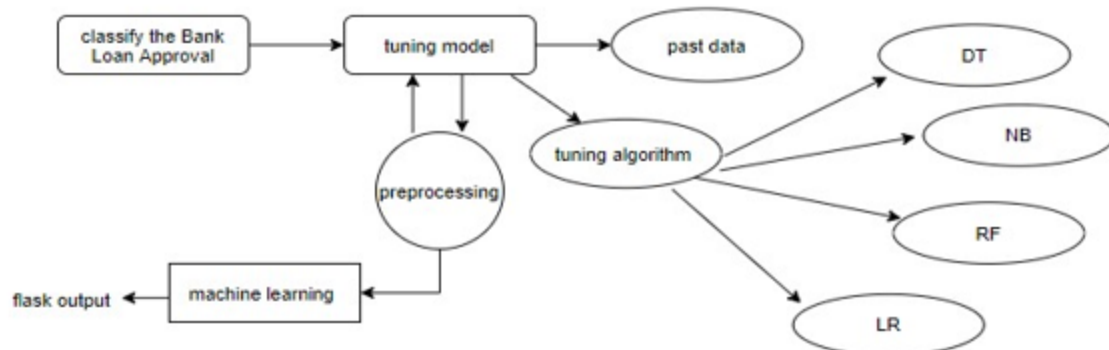 classify the Bank
Loan Approval
tuning model
past data
DT
NB
tuning algorithm
preprocessing
RF
machine learning
flask output
LR